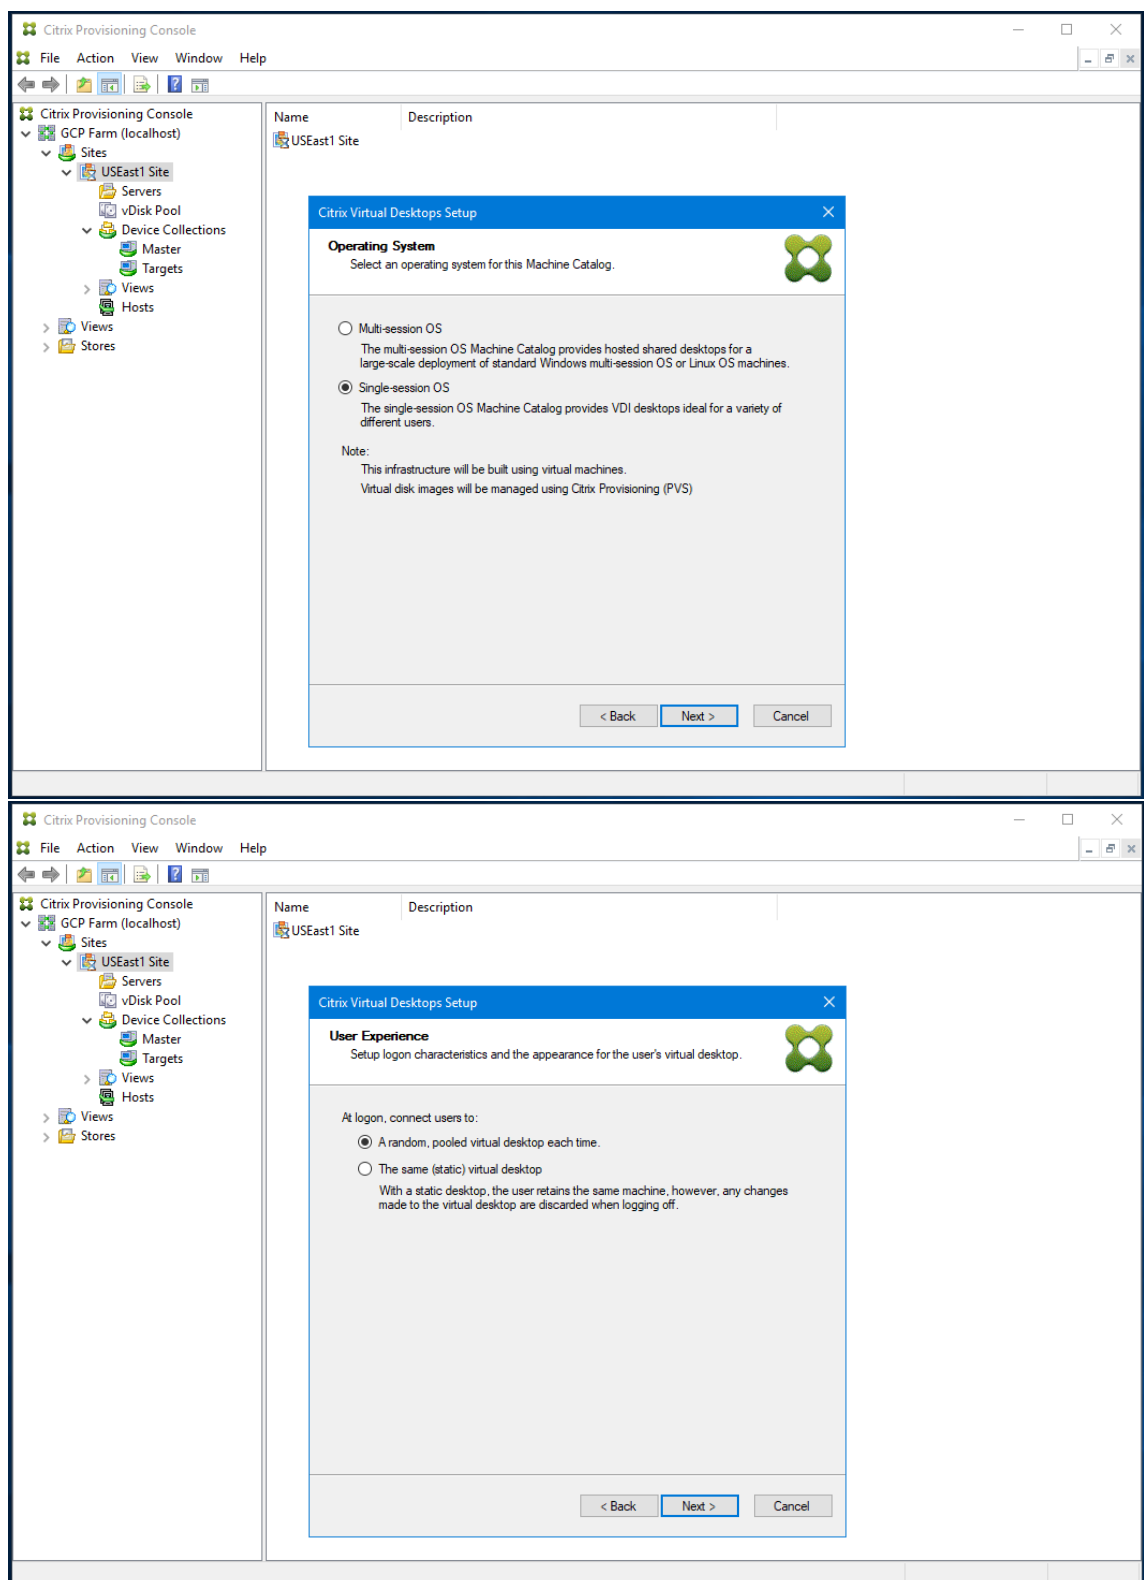 Citrix Provisioning Console
File Action View Window Help
Citrix Provisioning Console
GCP Farm (localhost)
Sites
USEast1 Site
Servers
vDisk Pool
Device Collections
Master
Targets
Views
Hosts
Views
Stores
Name Description
USEast1 Site
Citrix Virtual Desktops Setup
Operating System
Select an operating system for this Machine Catalog.
Multi-session OS
The multi-session OS Machine Catalog provides hosted shared desktops for a
large-scale deployment of standard Windows multi-session OS or Linux OS machines.
Single-session OS
The single-session OS Machine Catalog provides VDI desktops ideal for a variety of
different users.
Note:
This infrastructure will be built using virtual machines.
Virtual disk images will be managed using Citrix Provisioning (PVS)
< Back Next > Cancel
Citrix Provisioning Console
File Action View Window Help
Citrix Provisioning Console
GCP Farm (localhost)
Sites
USEast1 Site
Servers
vDisk Pool
Device Collections
Master
Targets
Views
Hosts
Views
Stores
Name Description
USEast1 Site
Citrix Virtual Desktops Setup
User Experience
Setup logon characteristics and the appearance for the user's virtual desktop.
At logon, connect users to:
A random, pooled virtual desktop each time.
The same (static) virtual desktop
With a static desktop, the user retains the same machine, however, any changes
made to the virtual desktop are discarded when logging off.
< Back Next > Cancel